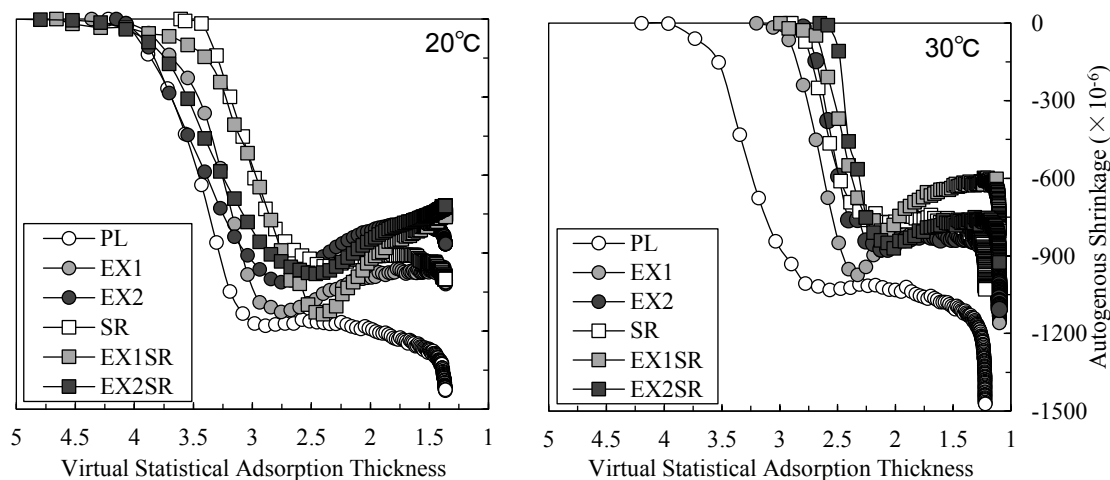 20℃
PL
EX1
EX2
SR
EX1SR
EX2SR
5 4.5 4 3.5 3 2.5 2 1.5 1
Virtual Statistical Adsorption Thickness
30℃
PL
EX1
EX2
SR
EX1SR
EX2SR
5 4.5 4 3.5 3 2.5 2 1.5 1
Virtual Statistical Adsorption Thickness
0
-300
-600
-900
-1200
-1500
Autogenous Shrinkage (×10⁻⁶)